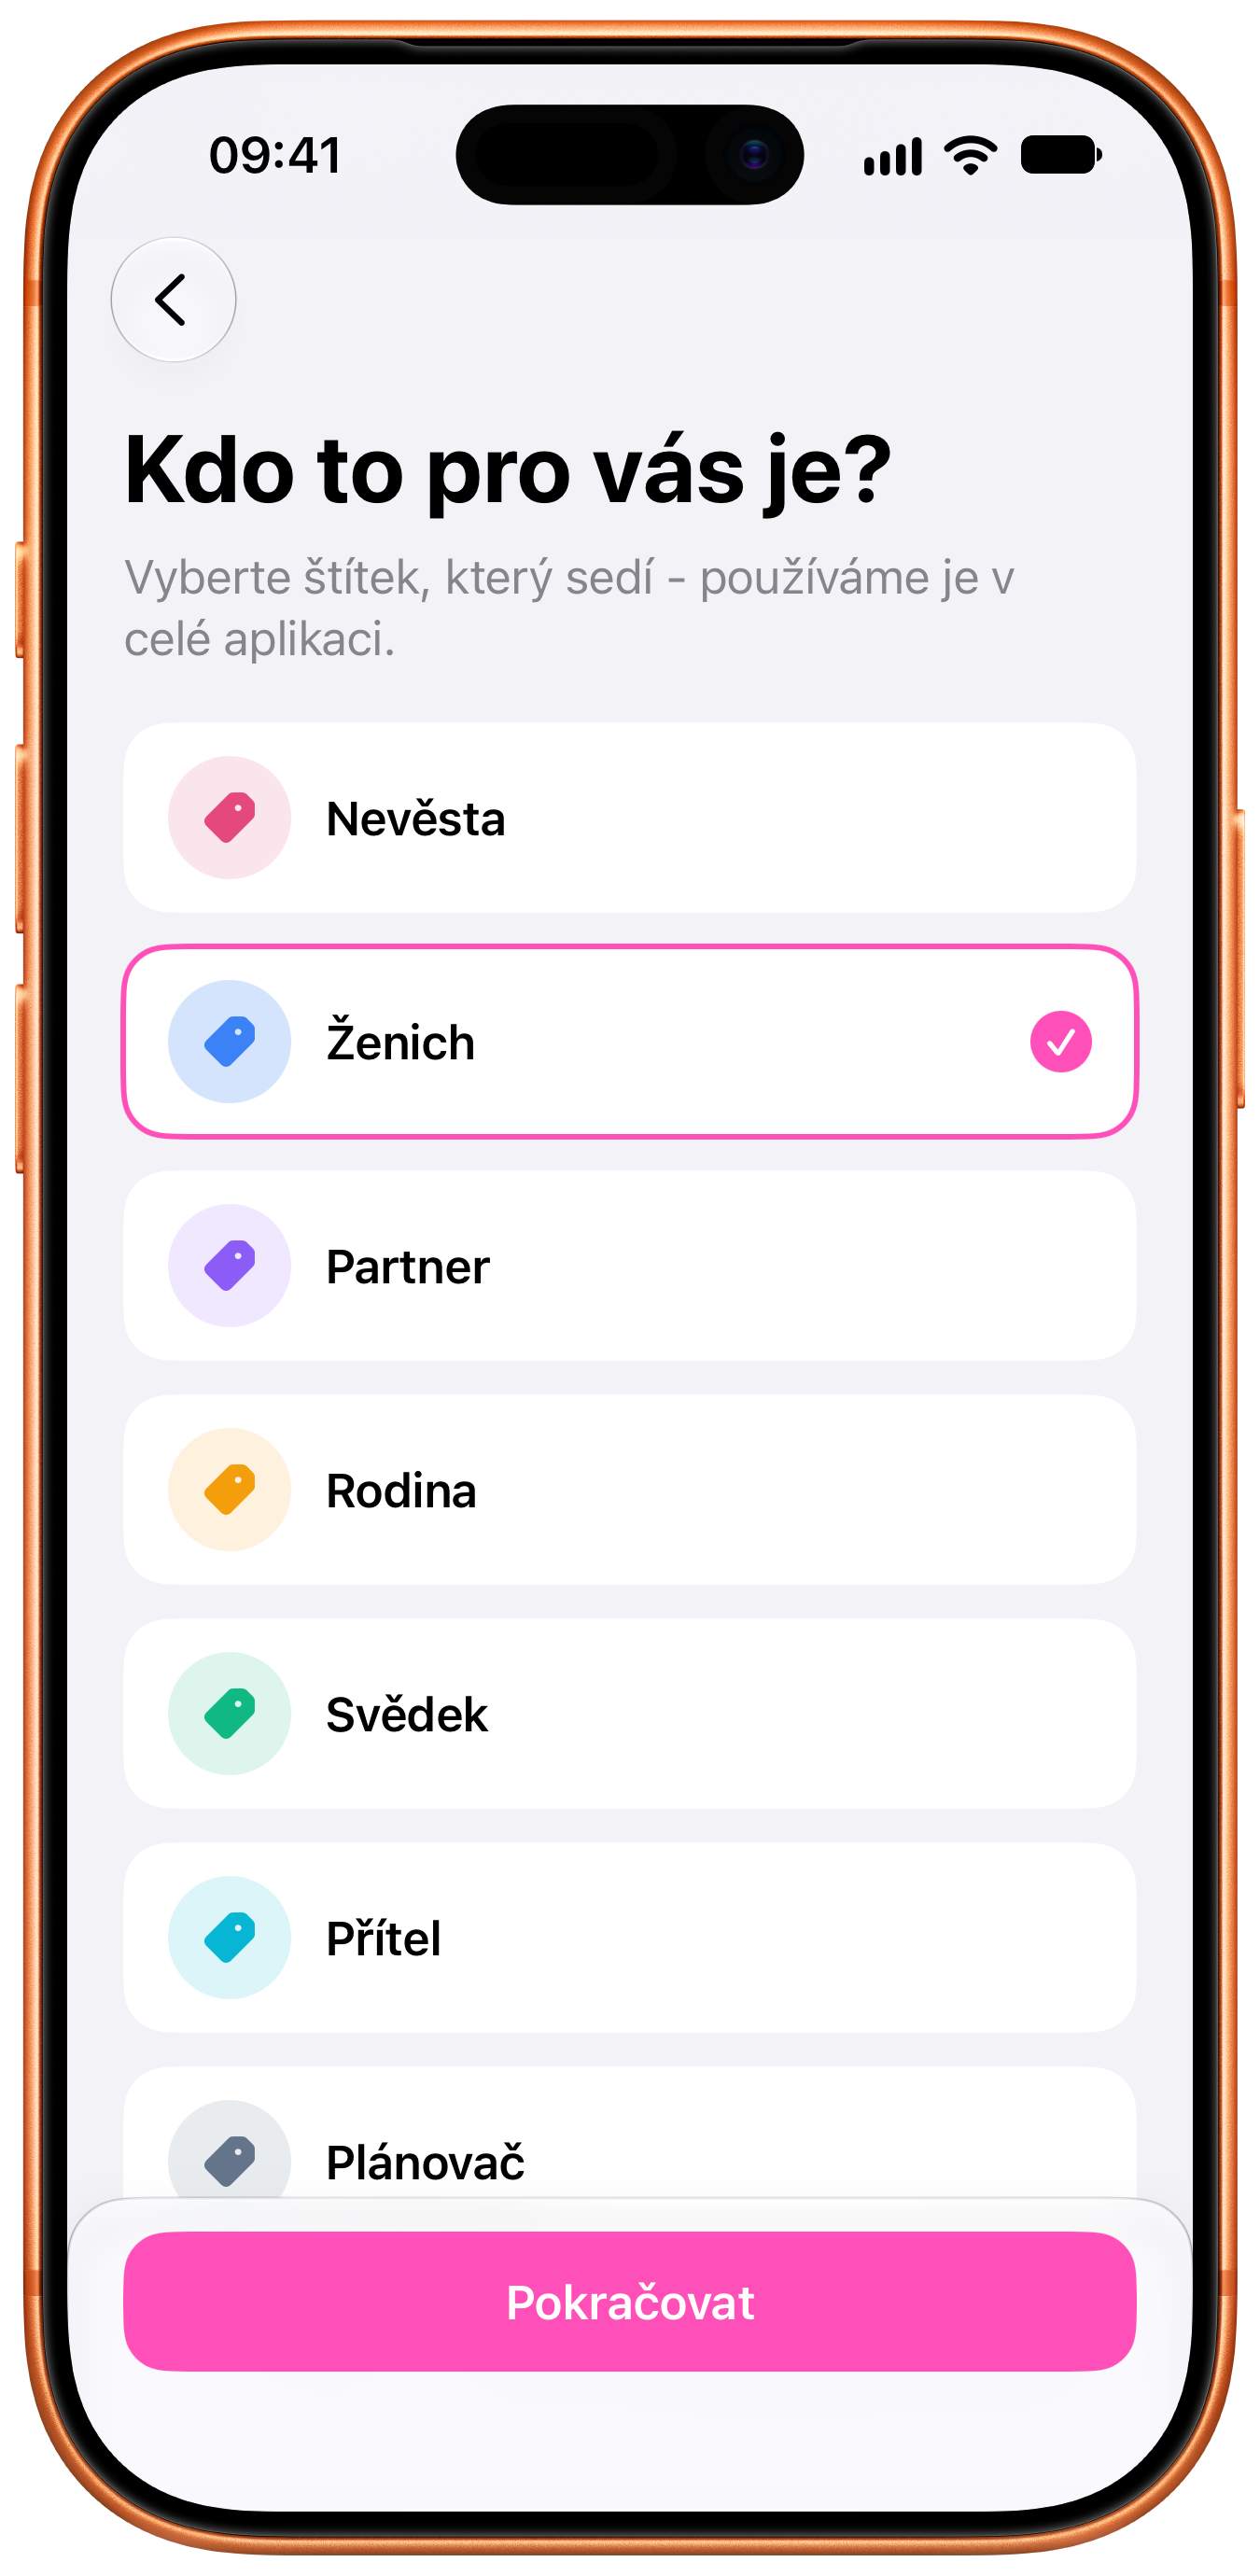 09:41
Kdo to pro vás je?
Vyberte štítek, který sedí - používáme je v
celé aplikaci.
Nevěsta
Ženich
Partner
Rodina
Svědek
Přítel
Plánovač
Pokračovat